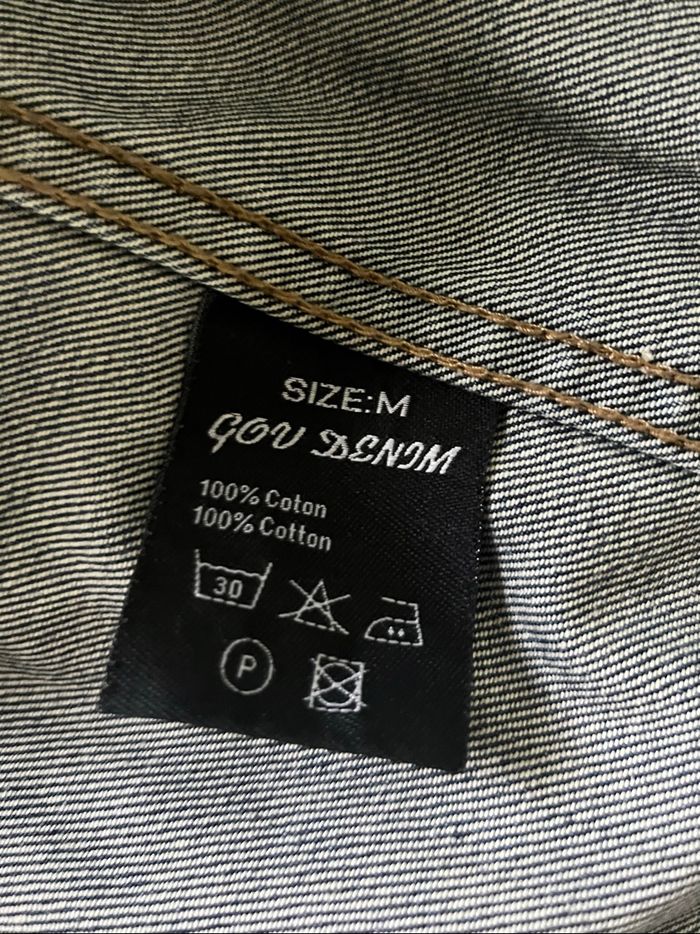 SIZE:M
GOV DENIM
100% Coton
100% Cotton
30
P